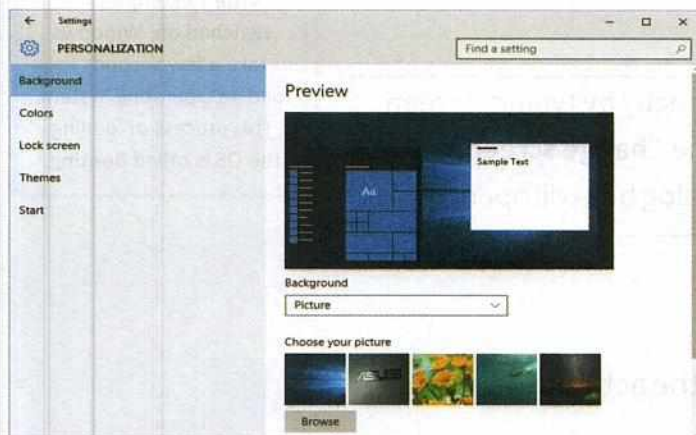 Settings
PERSONALIZATION
Find a setting
Background
Colors
Lock screen
Themes
Start
Preview
Aa
Sample Text
Background
Picture
Choose your picture
ASUS
Browse